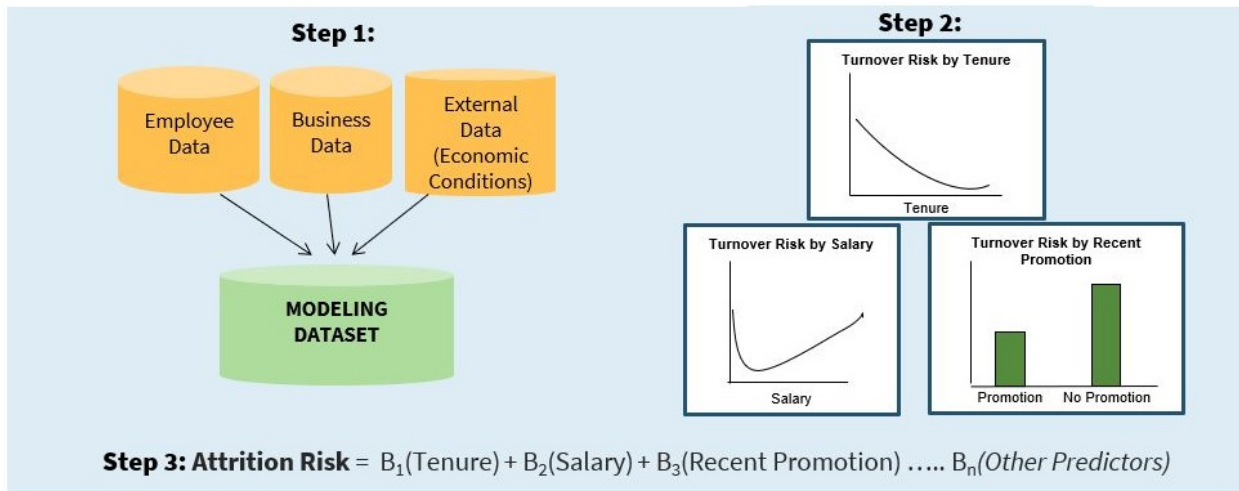 Step 1:
Employee
Data
Business
Data
External
Data
(Economic
Conditions)
MODELING
DATASET
Step 2:
Turnover Risk by Tenure
Tenure
Turnover Risk by Salary
Salary
Turnover Risk by Recent
Promotion
Promotion No Promotion
Step 3: Attrition Risk = B₁(Tenure) + B₂(Salary) + B₃(Recent Promotion) ….. Bₙ(Other Predictors)